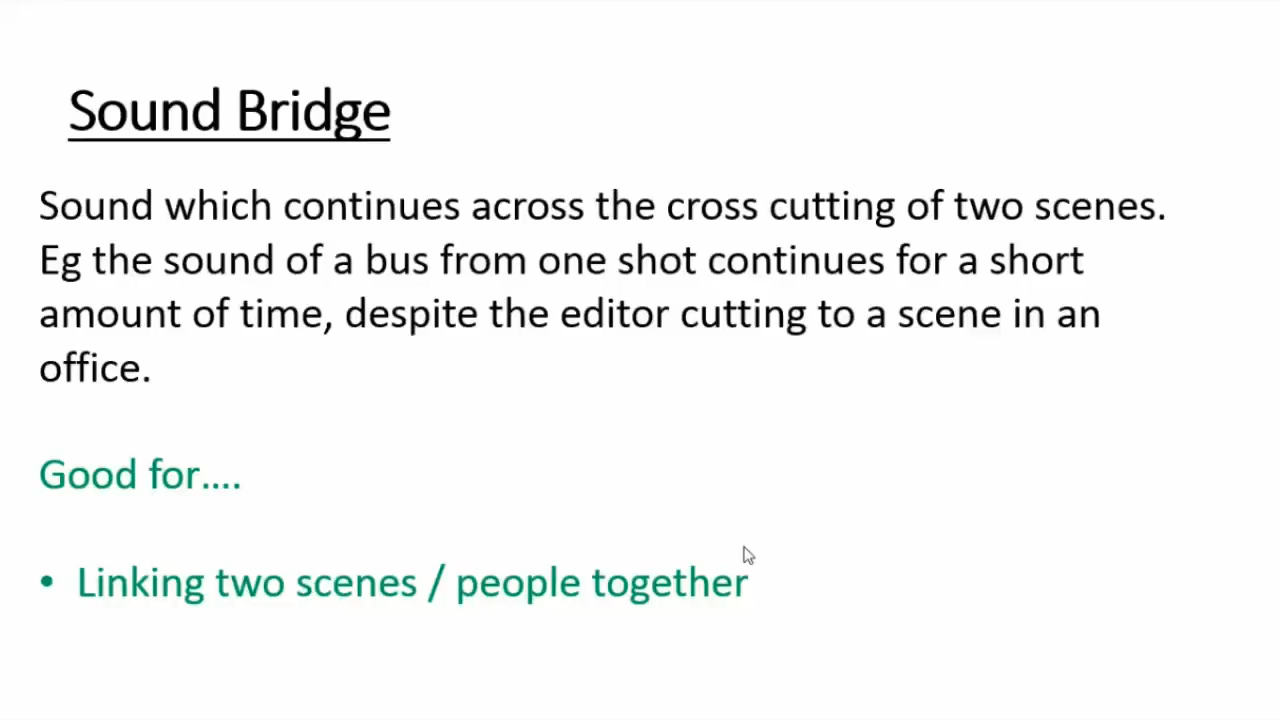 Sound Bridge
Sound which continues across the cross cutting of two scenes.
Eg the sound of a bus from one shot continues for a short
amount of time, despite the editor cutting to a scene in an
office.
Good for....
• Linking two scenes / people together